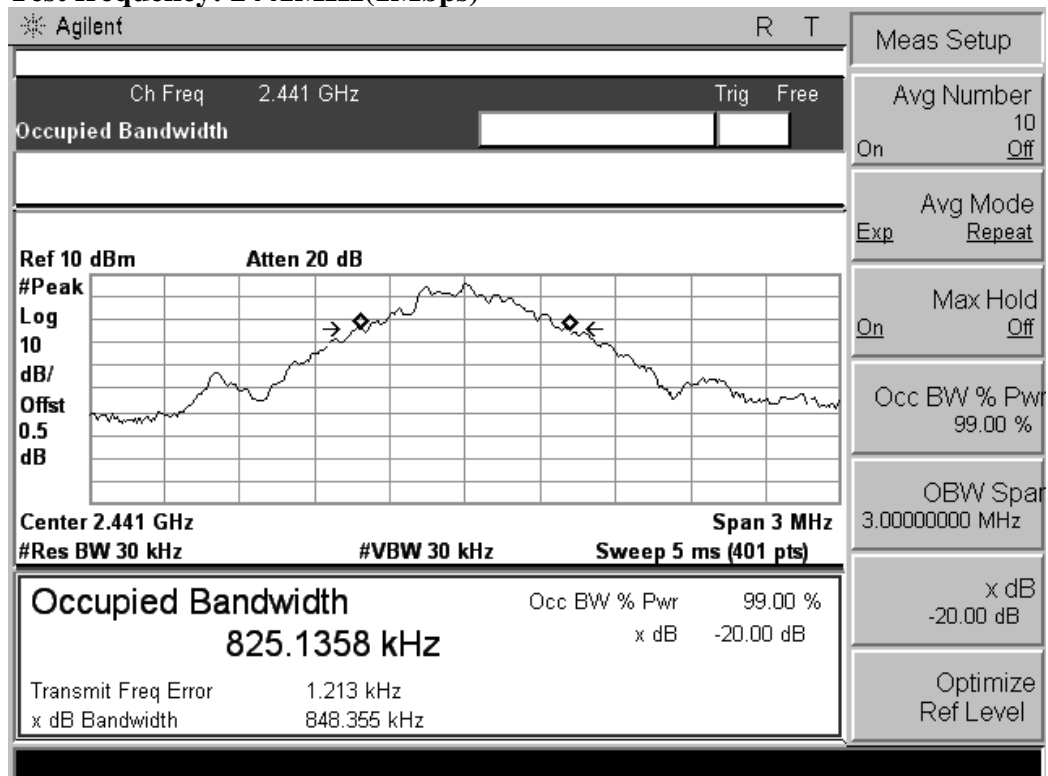 Test frequency: 2441MHz(1Mbps)
Agilent R T
Ch Freq 2.441 GHz Trig Free
Occupied Bandwidth
Ref 10 dBm Atten 20 dB
#Peak
Log
10
dB/
Offst
0.5
dB
Center 2.441 GHz Span 3 MHz
#Res BW 30 kHz #VBW 30 kHz Sweep 5 ms (401 pts)
Occupied Bandwidth
825.1358 kHz
Occ BW % Pwr 99.00 %
x dB -20.00 dB
Transmit Freq Error 1.213 kHz
x dB Bandwidth 848.355 kHz
Meas Setup
Avg Number
10
On Off
Avg Mode
Exp Repeat
Max Hold
On Off
Occ BW % Pwr
99.00 %
OBW Span
3.00000000 MHz
x dB
-20.00 dB
Optimize
Ref Level